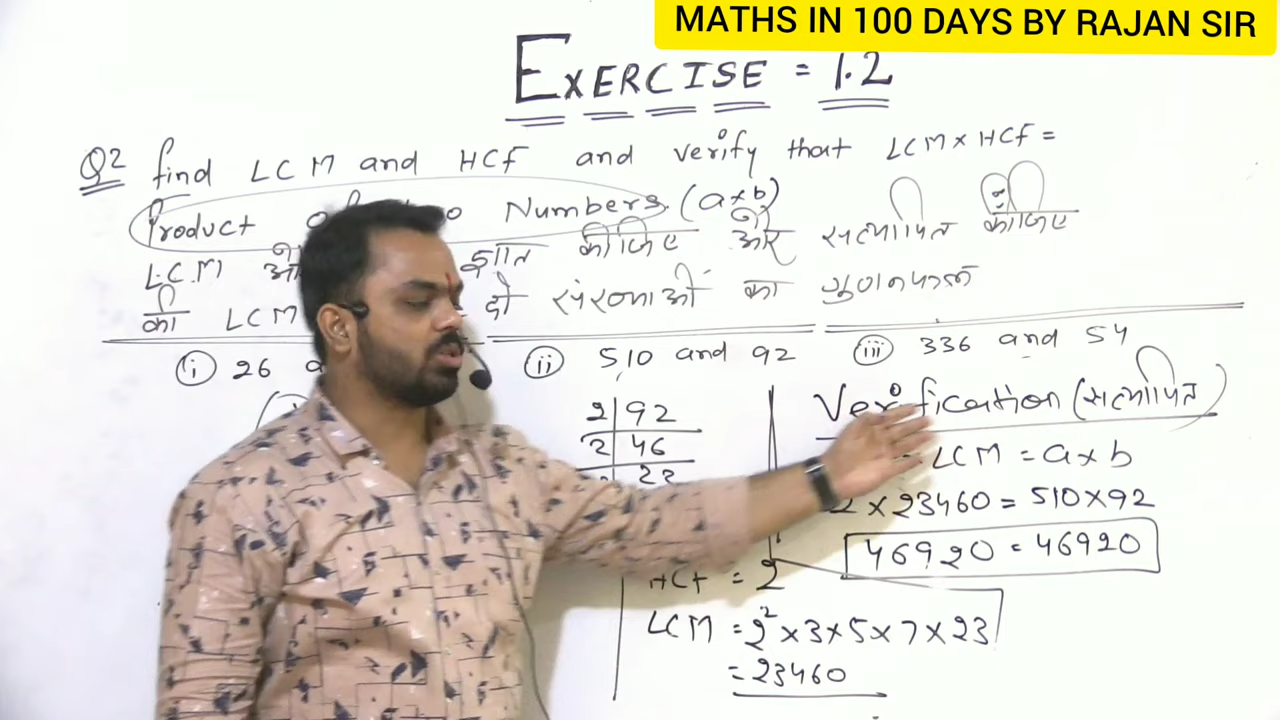 MATHS IN 100 DAYS BY RAJAN SIR
EXERCISE = 1.2
Q2 find LCM and HCF and verify that LCM × HCF =
Product Numbers. (a×b)
L.C.M ज्ञात कीजिए और सत्यापित कीजिए
की LCM दो संख्याओं का गुणनफल
(i) 26
(ii) 510 and 92
(iii) 336 and 54
2 | 92
2 | 46
22
Verification (सत्यापित)
LCM = a×b
2 × 23460 = 510×92
46920 = 46920
HCF = 2
LCM = 2² × 3 × 5 × 7 × 23
= 23460